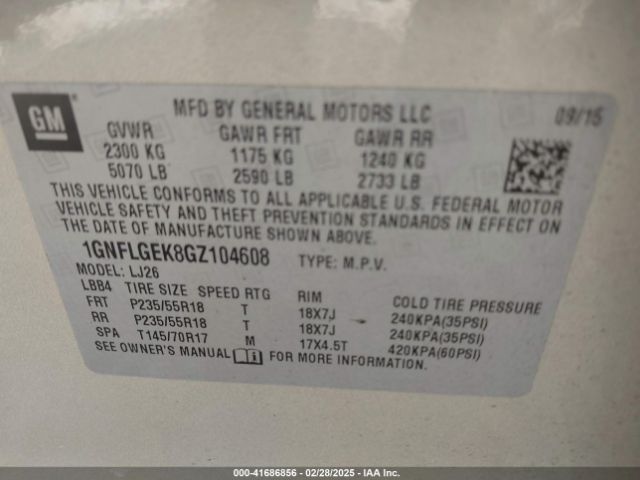 GM
MFD BY GENERAL MOTORS LLC 09/15
GVWR GAWR FRT GAWR RR
2300 KG 1175 KG 1240 KG
5070 LB 2590 LB 2733 LB
THIS VEHICLE CONFORMS TO ALL APPLICABLE U.S. FEDERAL MOTOR
VEHICLE SAFETY AND THEFT PREVENTION STANDARDS IN EFFECT ON
THE DATE OF MANUFACTURE SHOWN ABOVE.
1GNFLGEK8GZ104608 TYPE: M.P.V.
MODEL: LJ26
LBB4 TIRE SIZE SPEED RTG RIM COLD TIRE PRESSURE
FRT P235/55R18 T 18X7J 240KPA(35PSI)
RR P235/55R18 T 18X7J 240KPA(35PSI)
SPA T145/70R17 M 17X4.5T 420KPA(60PSI)
SEE OWNER'S MANUAL FOR MORE INFORMATION.
000-41686856 - 02/28/2025 - IAA Inc.